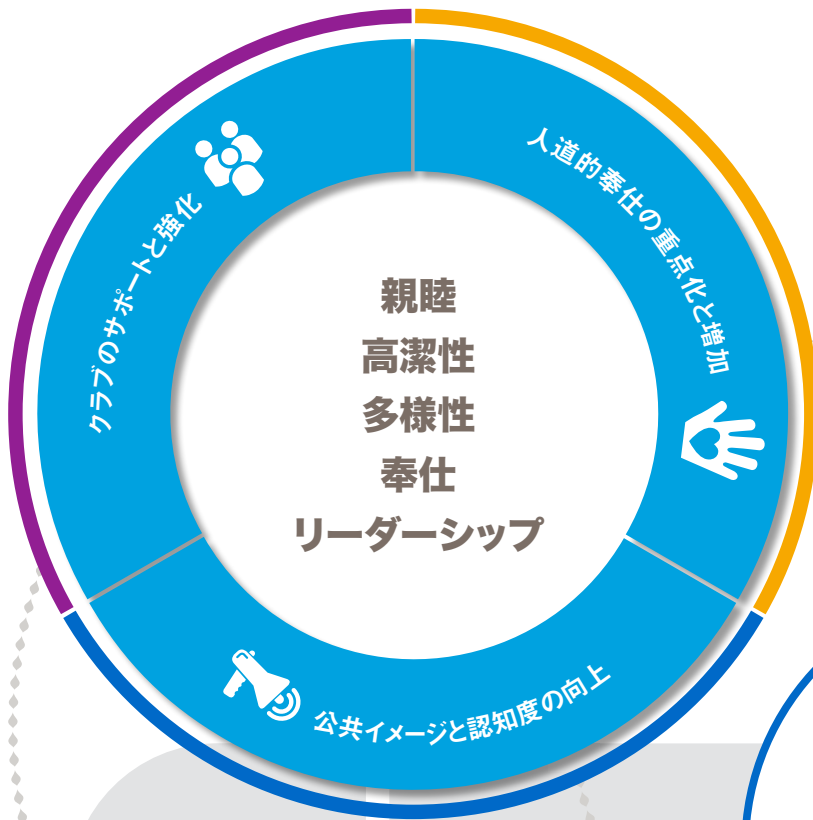 クラブのサポートと強化
人道的奉仕の重点化と増加
親睦
高潔性
多様性
奉仕
リーダーシップ
公共イメージと認知度の向上